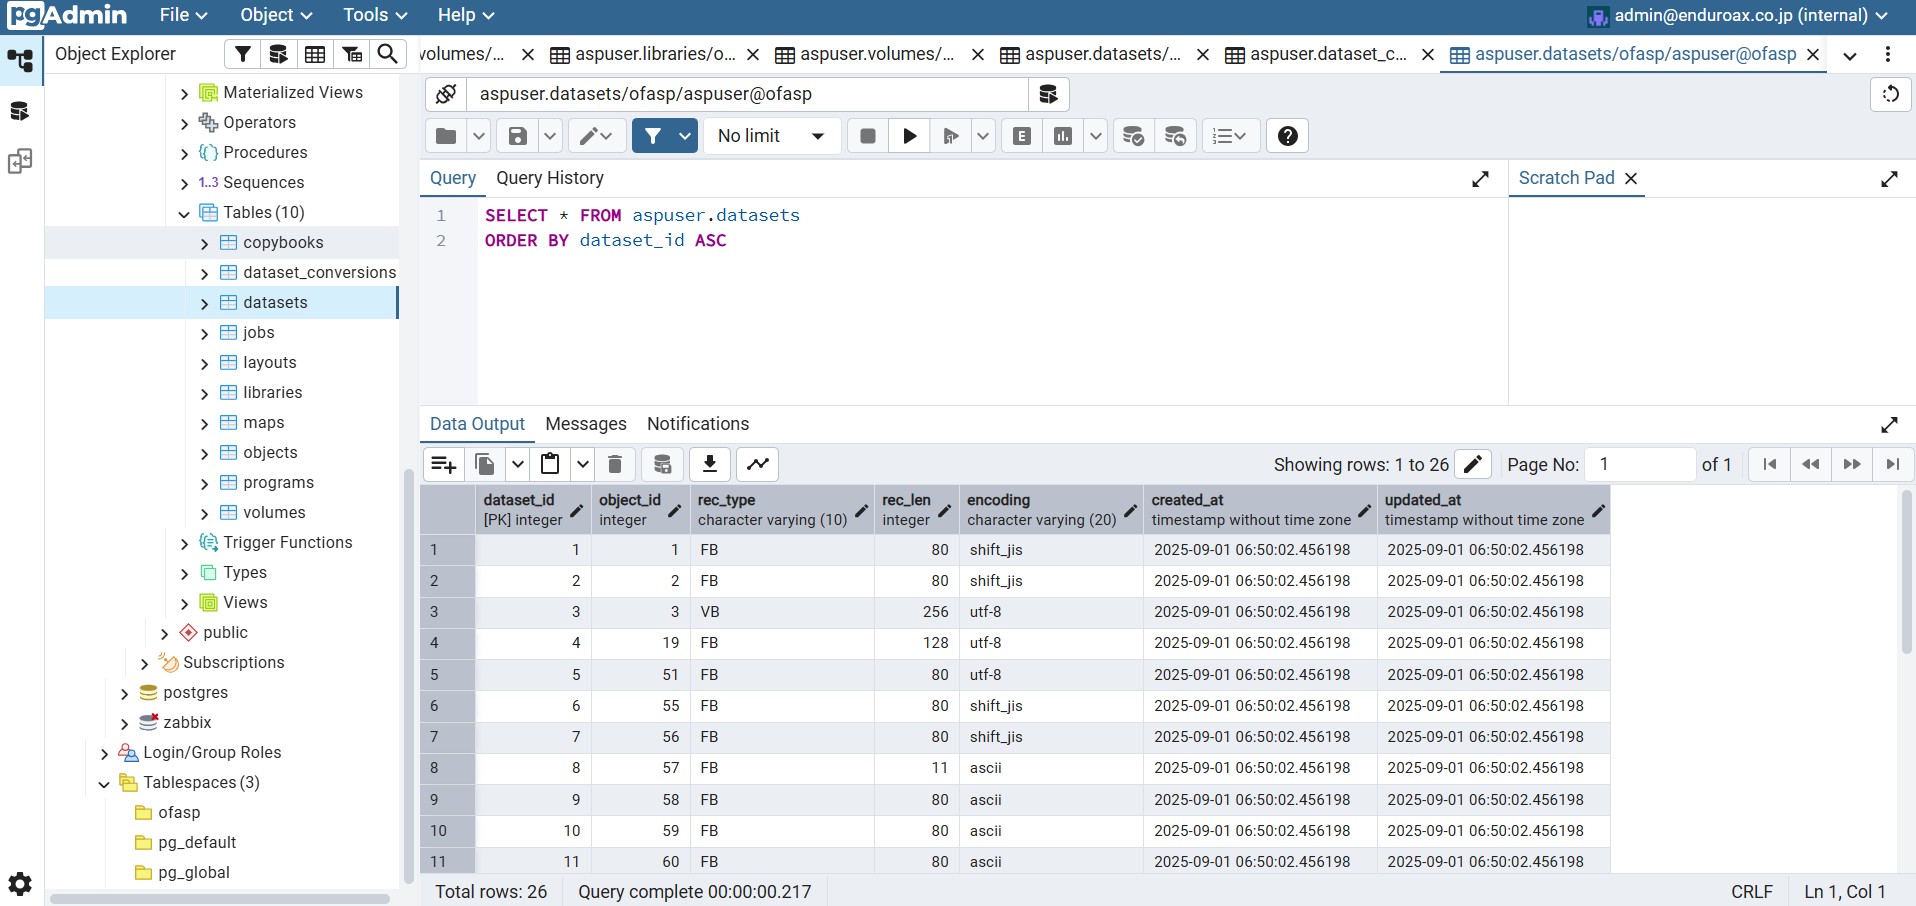 pgAdmin File Object Tools Help admin@enduroax.co.jp (internal)
Object Explorer
volumes/... aspuser.libraries/o... aspuser.volumes/... aspuser.datasets/... aspuser.dataset_c... aspuser.datasets/ofasp/aspuser@ofasp
aspuser.datasets/ofasp/aspuser@ofasp
No limit
Query Query History
Scratch Pad
1 SELECT * FROM aspuser.datasets
2 ORDER BY dataset_id ASC
Materialized Views
Operators
Procedures
1..3 Sequences
Tables (10)
copybooks
dataset_conversions
datasets
jobs
layouts
libraries
maps
objects
programs
volumes
Trigger Functions
Types
Views
public
Subscriptions
postgres
zabbix
Login/Group Roles
Tablespaces (3)
ofasp
pg_default
pg_global
Data Output Messages Notifications
Showing rows: 1 to 26 Page No: 1 of 1
dataset_id object_id rec_type rec_len encoding created_at updated_at
[PK] integer integer character varying (10) integer character varying (20) timestamp without time zone timestamp without time zone
1 1 1 FB 80 shift_jis 2025-09-01 06:50:02.456198 2025-09-01 06:50:02.456198
2 2 2 FB 80 shift_jis 2025-09-01 06:50:02.456198 2025-09-01 06:50:02.456198
3 3 3 VB 256 utf-8 2025-09-01 06:50:02.456198 2025-09-01 06:50:02.456198
4 4 19 FB 128 utf-8 2025-09-01 06:50:02.456198 2025-09-01 06:50:02.456198
5 5 51 FB 80 utf-8 2025-09-01 06:50:02.456198 2025-09-01 06:50:02.456198
6 6 55 FB 80 shift_jis 2025-09-01 06:50:02.456198 2025-09-01 06:50:02.456198
7 7 56 FB 80 shift_jis 2025-09-01 06:50:02.456198 2025-09-01 06:50:02.456198
8 8 57 FB 11 ascii 2025-09-01 06:50:02.456198 2025-09-01 06:50:02.456198
9 9 58 FB 80 ascii 2025-09-01 06:50:02.456198 2025-09-01 06:50:02.456198
10 10 59 FB 80 ascii 2025-09-01 06:50:02.456198 2025-09-01 06:50:02.456198
11 11 60 FB 80 ascii 2025-09-01 06:50:02.456198 2025-09-01 06:50:02.456198
Total rows: 26 Query complete 00:00:00.217 CRLF Ln 1, Col 1